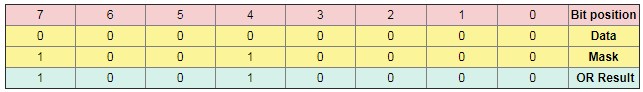 7 6 5 4 3 2 1 0 Bit position
0 0 0 0 0 0 0 0 Data
1 0 0 1 0 0 0 0 Mask
1 0 0 1 0 0 0 0 OR Result